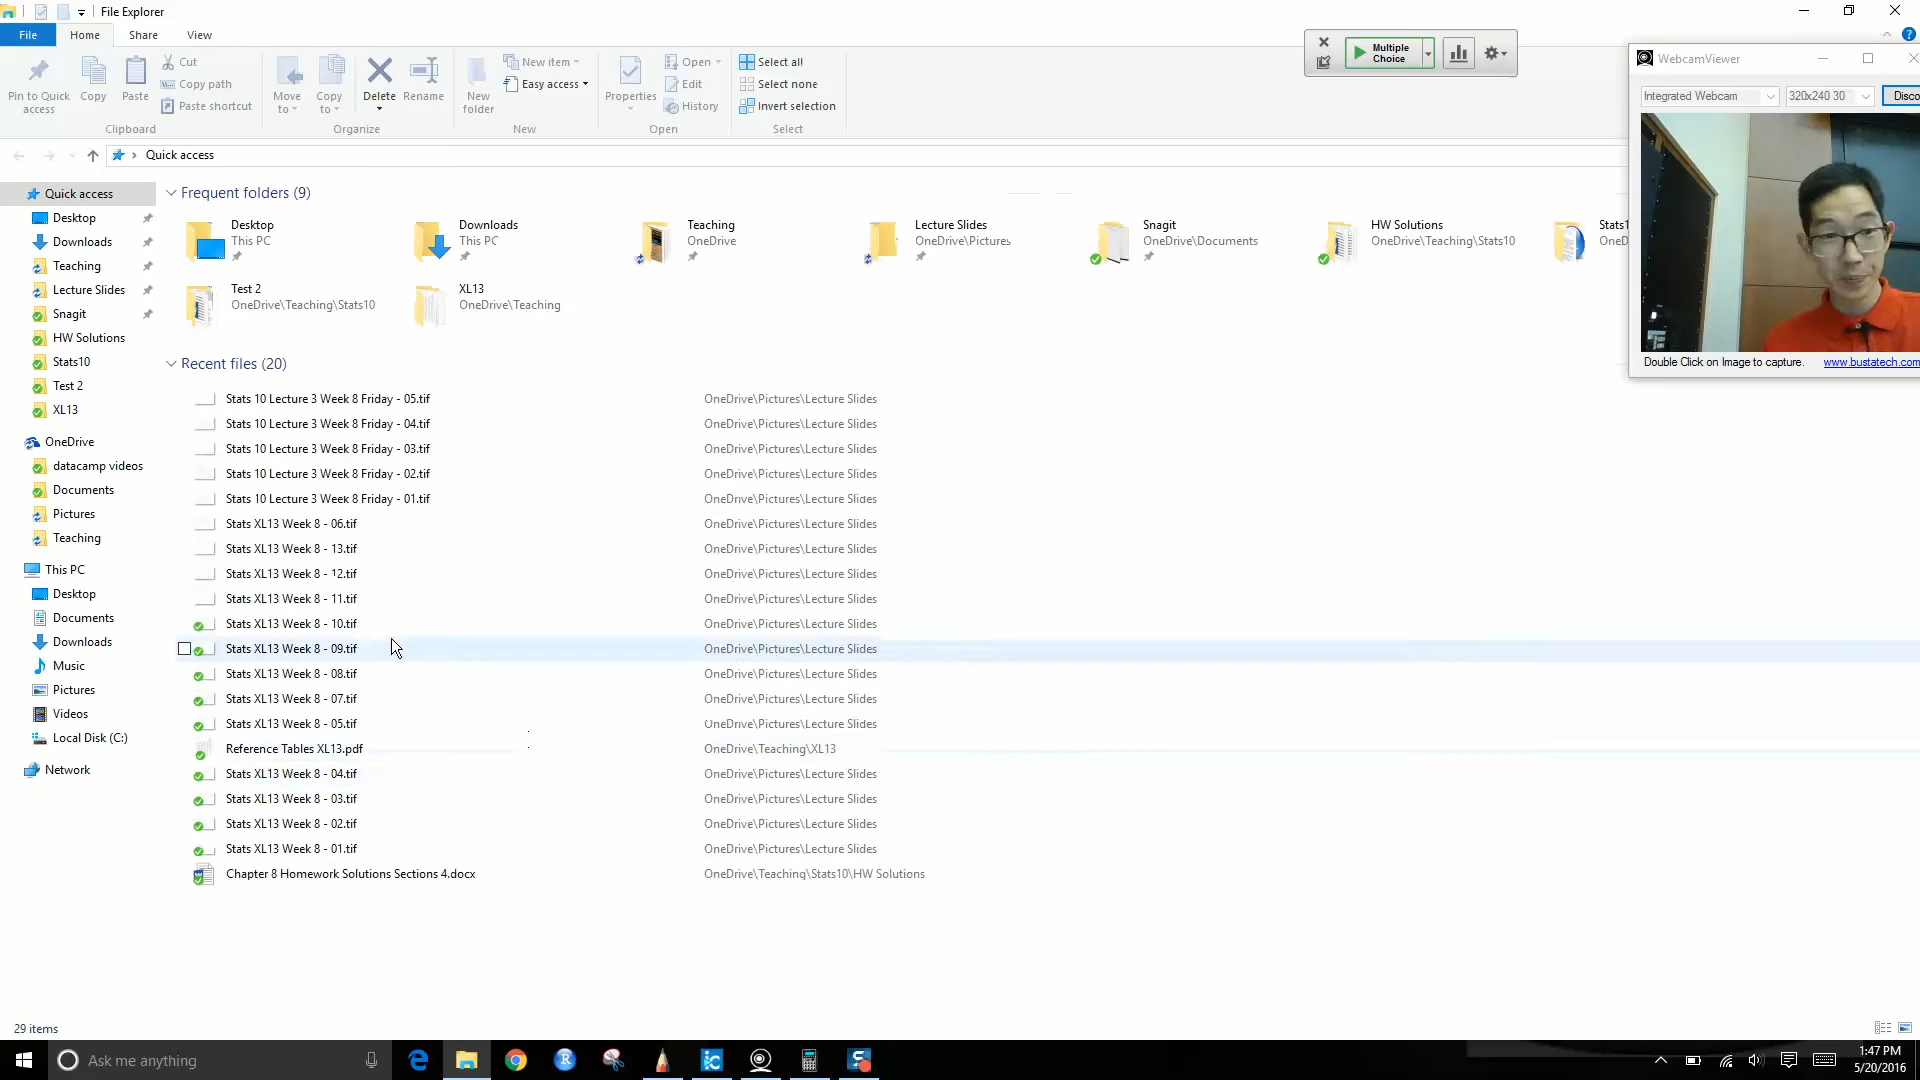 File Explorer
File Home Share View
Pin to Quick access
Copy
Paste
Cut
Copy path
Paste shortcut
Clipboard
Move to
Copy to
Delete
Rename
Organize
New folder
New item
Easy access
New
Properties
Open
Edit
History
Open
Select all
Select none
Invert selection
Select
Multiple Choice
WebcamViewer
Integrated Webcam
320x240 30
Disco
Double Click on Image to capture. www.bustatech.com
Quick access
Quick access
Desktop
Downloads
Teaching
Lecture Slides
Snagit
HW Solutions
Stats10
Test 2
XL13
OneDrive
datacamp videos
Documents
Pictures
Teaching
This PC
Desktop
Documents
Downloads
Music
Pictures
Videos
Local Disk (C:)
Network
Frequent folders (9)
Desktop
This PC
Downloads
This PC
Teaching
OneDrive
Lecture Slides
OneDrive\Pictures
Snagit
OneDrive\Documents
HW Solutions
OneDrive\Teaching\Stats10
Stats1
OneD
Test 2
OneDrive\Teaching\Stats10
XL13
OneDrive\Teaching
Recent files (20)
Stats 10 Lecture 3 Week 8 Friday - 05.tif OneDrive\Pictures\Lecture Slides
Stats 10 Lecture 3 Week 8 Friday - 04.tif OneDrive\Pictures\Lecture Slides
Stats 10 Lecture 3 Week 8 Friday - 03.tif OneDrive\Pictures\Lecture Slides
Stats 10 Lecture 3 Week 8 Friday - 02.tif OneDrive\Pictures\Lecture Slides
Stats 10 Lecture 3 Week 8 Friday - 01.tif OneDrive\Pictures\Lecture Slides
Stats XL13 Week 8 - 06.tif OneDrive\Pictures\Lecture Slides
Stats XL13 Week 8 - 13.tif OneDrive\Pictures\Lecture Slides
Stats XL13 Week 8 - 12.tif OneDrive\Pictures\Lecture Slides
Stats XL13 Week 8 - 11.tif OneDrive\Pictures\Lecture Slides
Stats XL13 Week 8 - 10.tif OneDrive\Pictures\Lecture Slides
Stats XL13 Week 8 - 09.tif OneDrive\Pictures\Lecture Slides
Stats XL13 Week 8 - 08.tif OneDrive\Pictures\Lecture Slides
Stats XL13 Week 8 - 07.tif OneDrive\Pictures\Lecture Slides
Stats XL13 Week 8 - 05.tif OneDrive\Pictures\Lecture Slides
Reference Tables XL13.pdf OneDrive\Teaching\XL13
Stats XL13 Week 8 - 04.tif OneDrive\Pictures\Lecture Slides
Stats XL13 Week 8 - 03.tif OneDrive\Pictures\Lecture Slides
Stats XL13 Week 8 - 02.tif OneDrive\Pictures\Lecture Slides
Stats XL13 Week 8 - 01.tif OneDrive\Pictures\Lecture Slides
Chapter 8 Homework Solutions Sections 4.docx OneDrive\Teaching\Stats10\HW Solutions
29 items
Ask me anything
1:47 PM
5/20/2016